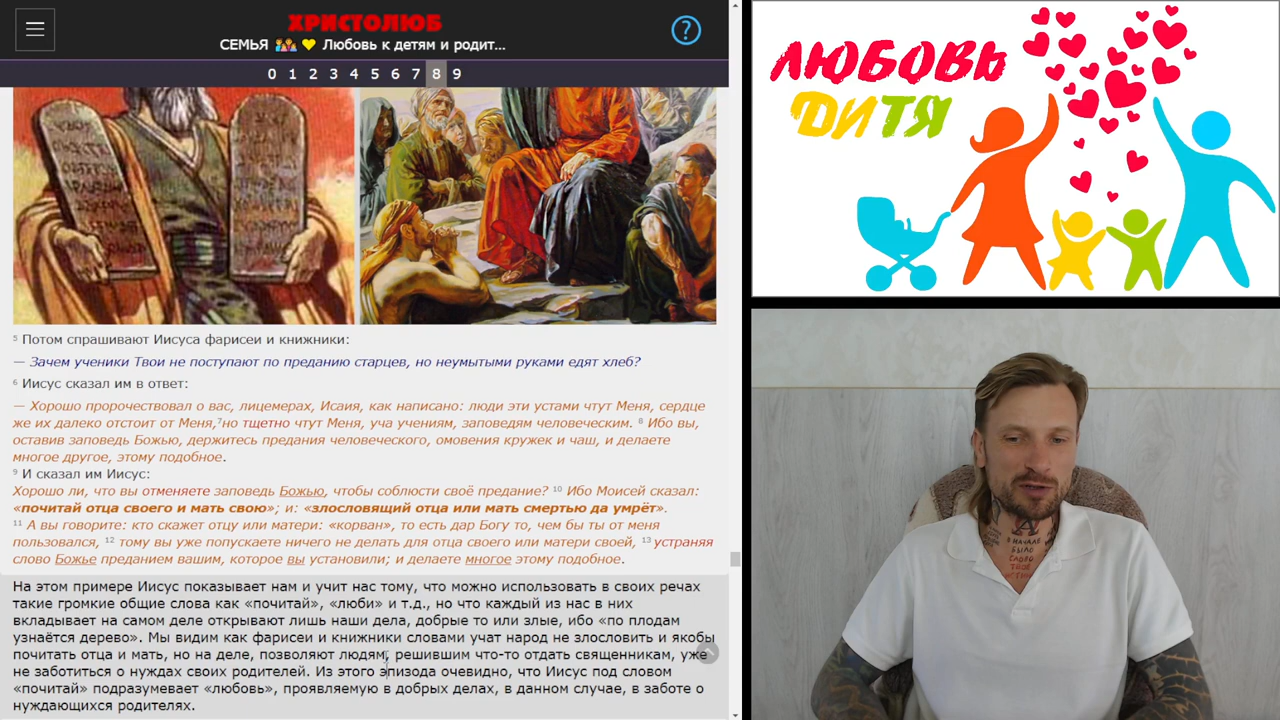 ХРИСТОЛЮБ
СЕМЬЯ 👨‍👩‍👧‍👦 💛 Любовь к детям и родит...
?
0 1 2 3 4 5 6 7 8 9
⁵ Потом спрашивают Иисуса фарисеи и книжники:
— Зачем ученики Твои не поступают по преданию старцев, но неумытыми руками едят хлеб?
⁶ Иисус сказал им в ответ:
— Хорошо пророчествовал о вас, лицемерах, Исаия, как написано: люди эти устами чтут Меня, сердце
же их далеко отстоит от Меня,⁷но тщетно чтут Меня, уча учениям, заповедям человеческим. ⁸ Ибо вы,
оставив заповедь Божью, держитесь предания человеческого, омовения кружек и чаш, и делаете
многое другое, этому подобное.
⁹ И сказал им Иисус:
Хорошо ли, что вы отменяете заповедь Божью, чтобы соблюсти своё предание? ¹⁰ Ибо Моисей сказал:
«почитай отца своего и мать свою»; и: «злословящий отца или мать смертью да умрёт».
¹¹ А вы говорите: кто скажет отцу или матери: «корван», то есть дар Богу то, чем бы ты от меня
пользовался, ¹² тому вы уже попускаете ничего не делать для отца своего или матери своей, ¹³ устраняя
слово Божье преданием вашим, которое вы установили; и делаете многое этому подобное.
На этом примере Иисус показывает нам и учит нас тому, что можно использовать в своих речах
такие громкие общие слова как «почитай», «люби» и т.д., но что каждый из нас в них
вкладывает на самом деле открывают лишь наши дела, добрые то или злые, ибо «по плодам
узнаётся дерево». Мы видим как фарисеи и книжники словами учат народ не злословить и якобы
почитать отца и мать, но на деле, позволяют людям, решившим что-то отдать священникам, уже
не заботиться о нуждах своих родителей. Из этого эпизода очевидно, что Иисус под словом
«почитай» подразумевает «любовь», проявляемую в добрых делах, в данном случае, в заботе о
нуждающихся родителях.
ЛЮБОВЬ
ДИТЯ
В НАЧАЛЕ
БЫЛО
СЛОВО